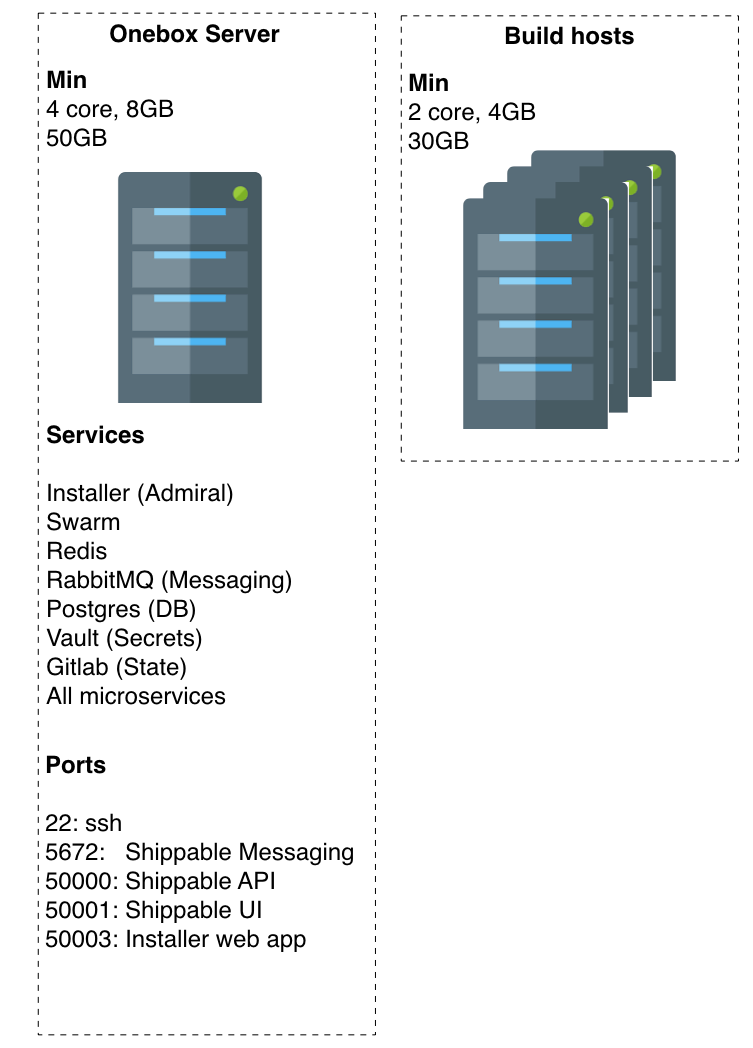 Onebox Server
Min
4 core, 8GB
50GB
Services
Installer (Admiral)
Swarm
Redis
RabbitMQ (Messaging)
Postgres (DB)
Vault (Secrets)
Gitlab (State)
All microservices
Ports
22: ssh
5672: Shippable Messaging
50000: Shippable API
50001: Shippable UI
50003: Installer web app
Build hosts
Min
2 core, 4GB
30GB